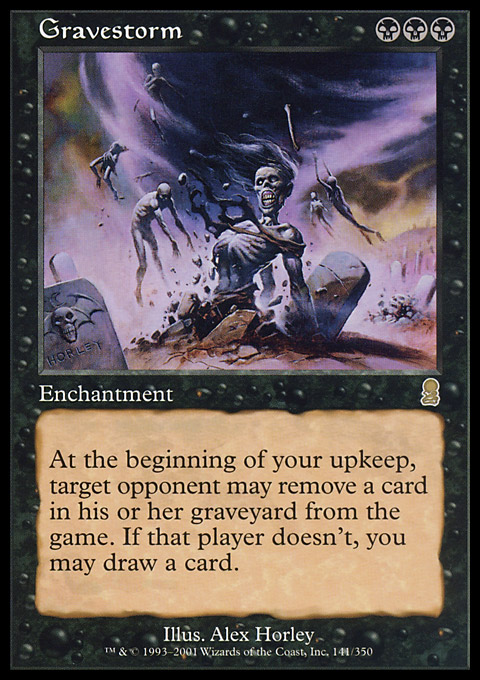 Gravestorm
HORLEY
Enchantment
At the beginning of your upkeep,
target opponent may remove a card
in his or her graveyard from the
game. If that player doesn't, you
may draw a card.
Illus. Alex Horley
™ & © 1993–2001 Wizards of the Coast, Inc. 141/350